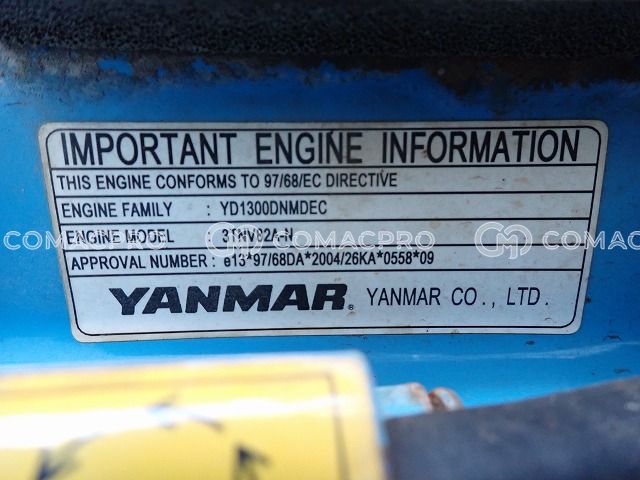 IMPORTANT ENGINE INFORMATION
THIS ENGINE CONFORMS TO 97/68/EC DIRECTIVE
ENGINE FAMILY : YD1300DNMDEC
COMACPRO COMACPRO COMACPRO
ENGINE MODEL :
APPROVAL NUMBER : e13*97/68DA*2004/26KA*0558*09
YANMAR® YANMAR CO., LTD.